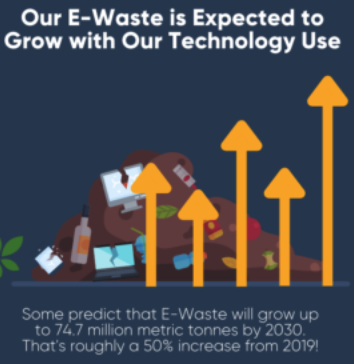 Our E-Waste is Expected to
Grow with Our Technology Use
Some predict that E-Waste will grow up
to 74.7 million metric tonnes by 2030.
That's roughly a 50% increase from 2019!